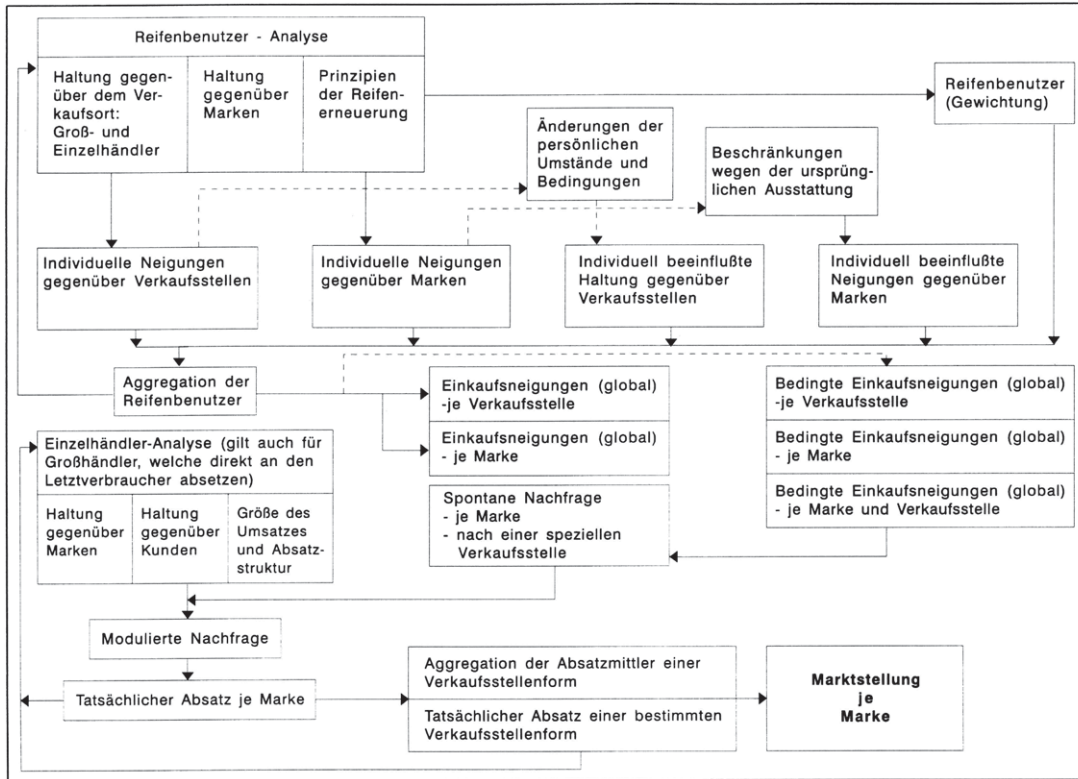 Reifenbenutzer - Analyse
Haltung gegen-
über dem Ver-
kaufsort:
Groß- und
Einzelhändler
Haltung
gegenüber
Marken
Prinzipien
der Reifen-
erneuerung
Reifenbenutzer
(Gewichtung)
Änderungen der
persönlichen
Umstände und
Bedingungen
Beschränkungen
wegen der ursprüng-
lichen Ausstattung
Individuelle Neigungen
gegenüber Verkaufsstellen
Individuelle Neigungen
gegenüber Marken
Individuell beeinflußte
Haltung gegenüber
Verkaufsstellen
Individuell beeinflußte
Neigungen gegenüber
Marken
Aggregation der
Reifenbenutzer
Einkaufsneigungen (global)
-je Verkaufsstelle
Einkaufsneigungen (global)
- je Marke
Bedingte Einkaufsneigungen (global)
-je Verkaufsstelle
Bedingte Einkaufsneigungen (global)
- je Marke
Bedingte Einkaufsneigungen (global)
- je Marke und Verkaufsstelle
Einzelhändler-Analyse (gilt auch für
Großhändler, welche direkt an den
Letztverbraucher absetzen)
Haltung
gegenüber
Marken
Haltung
gegenüber
Kunden
Größe des
Umsatzes
und Absatz-
struktur
Spontane Nachfrage
- je Marke
- nach einer speziellen
Verkaufsstelle
Modulierte Nachfrage
Tatsächlicher Absatz je Marke
Aggregation der Absatzmittler einer
Verkaufsstellenform
Tatsächlicher Absatz einer bestimmten
Verkaufsstellenform
Marktstellung
je
Marke